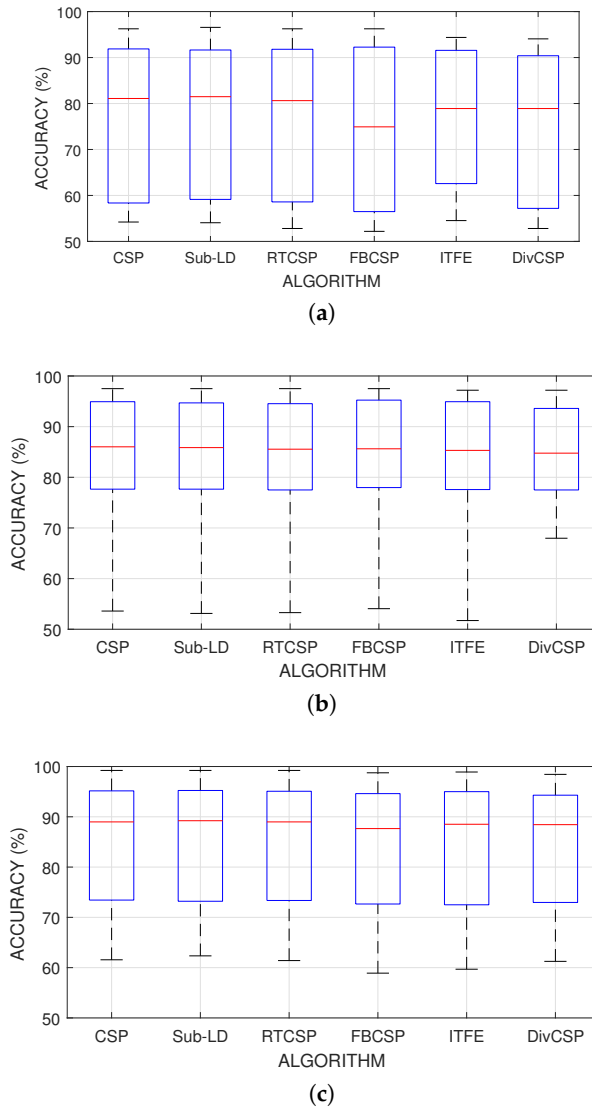 100
90
80
70
60
50
ACCURACY (%)
CSP Sub-LD RTCSP FBCSP ITFE DivCSP
ALGORITHM
(a)
100
90
80
70
60
50
ACCURACY (%)
CSP Sub-LD RTCSP FBCSP ITFE DivCSP
ALGORITHM
(b)
100
90
80
70
60
50
ACCURACY (%)
CSP Sub-LD RTCSP FBCSP ITFE DivCSP
ALGORITHM
(c)